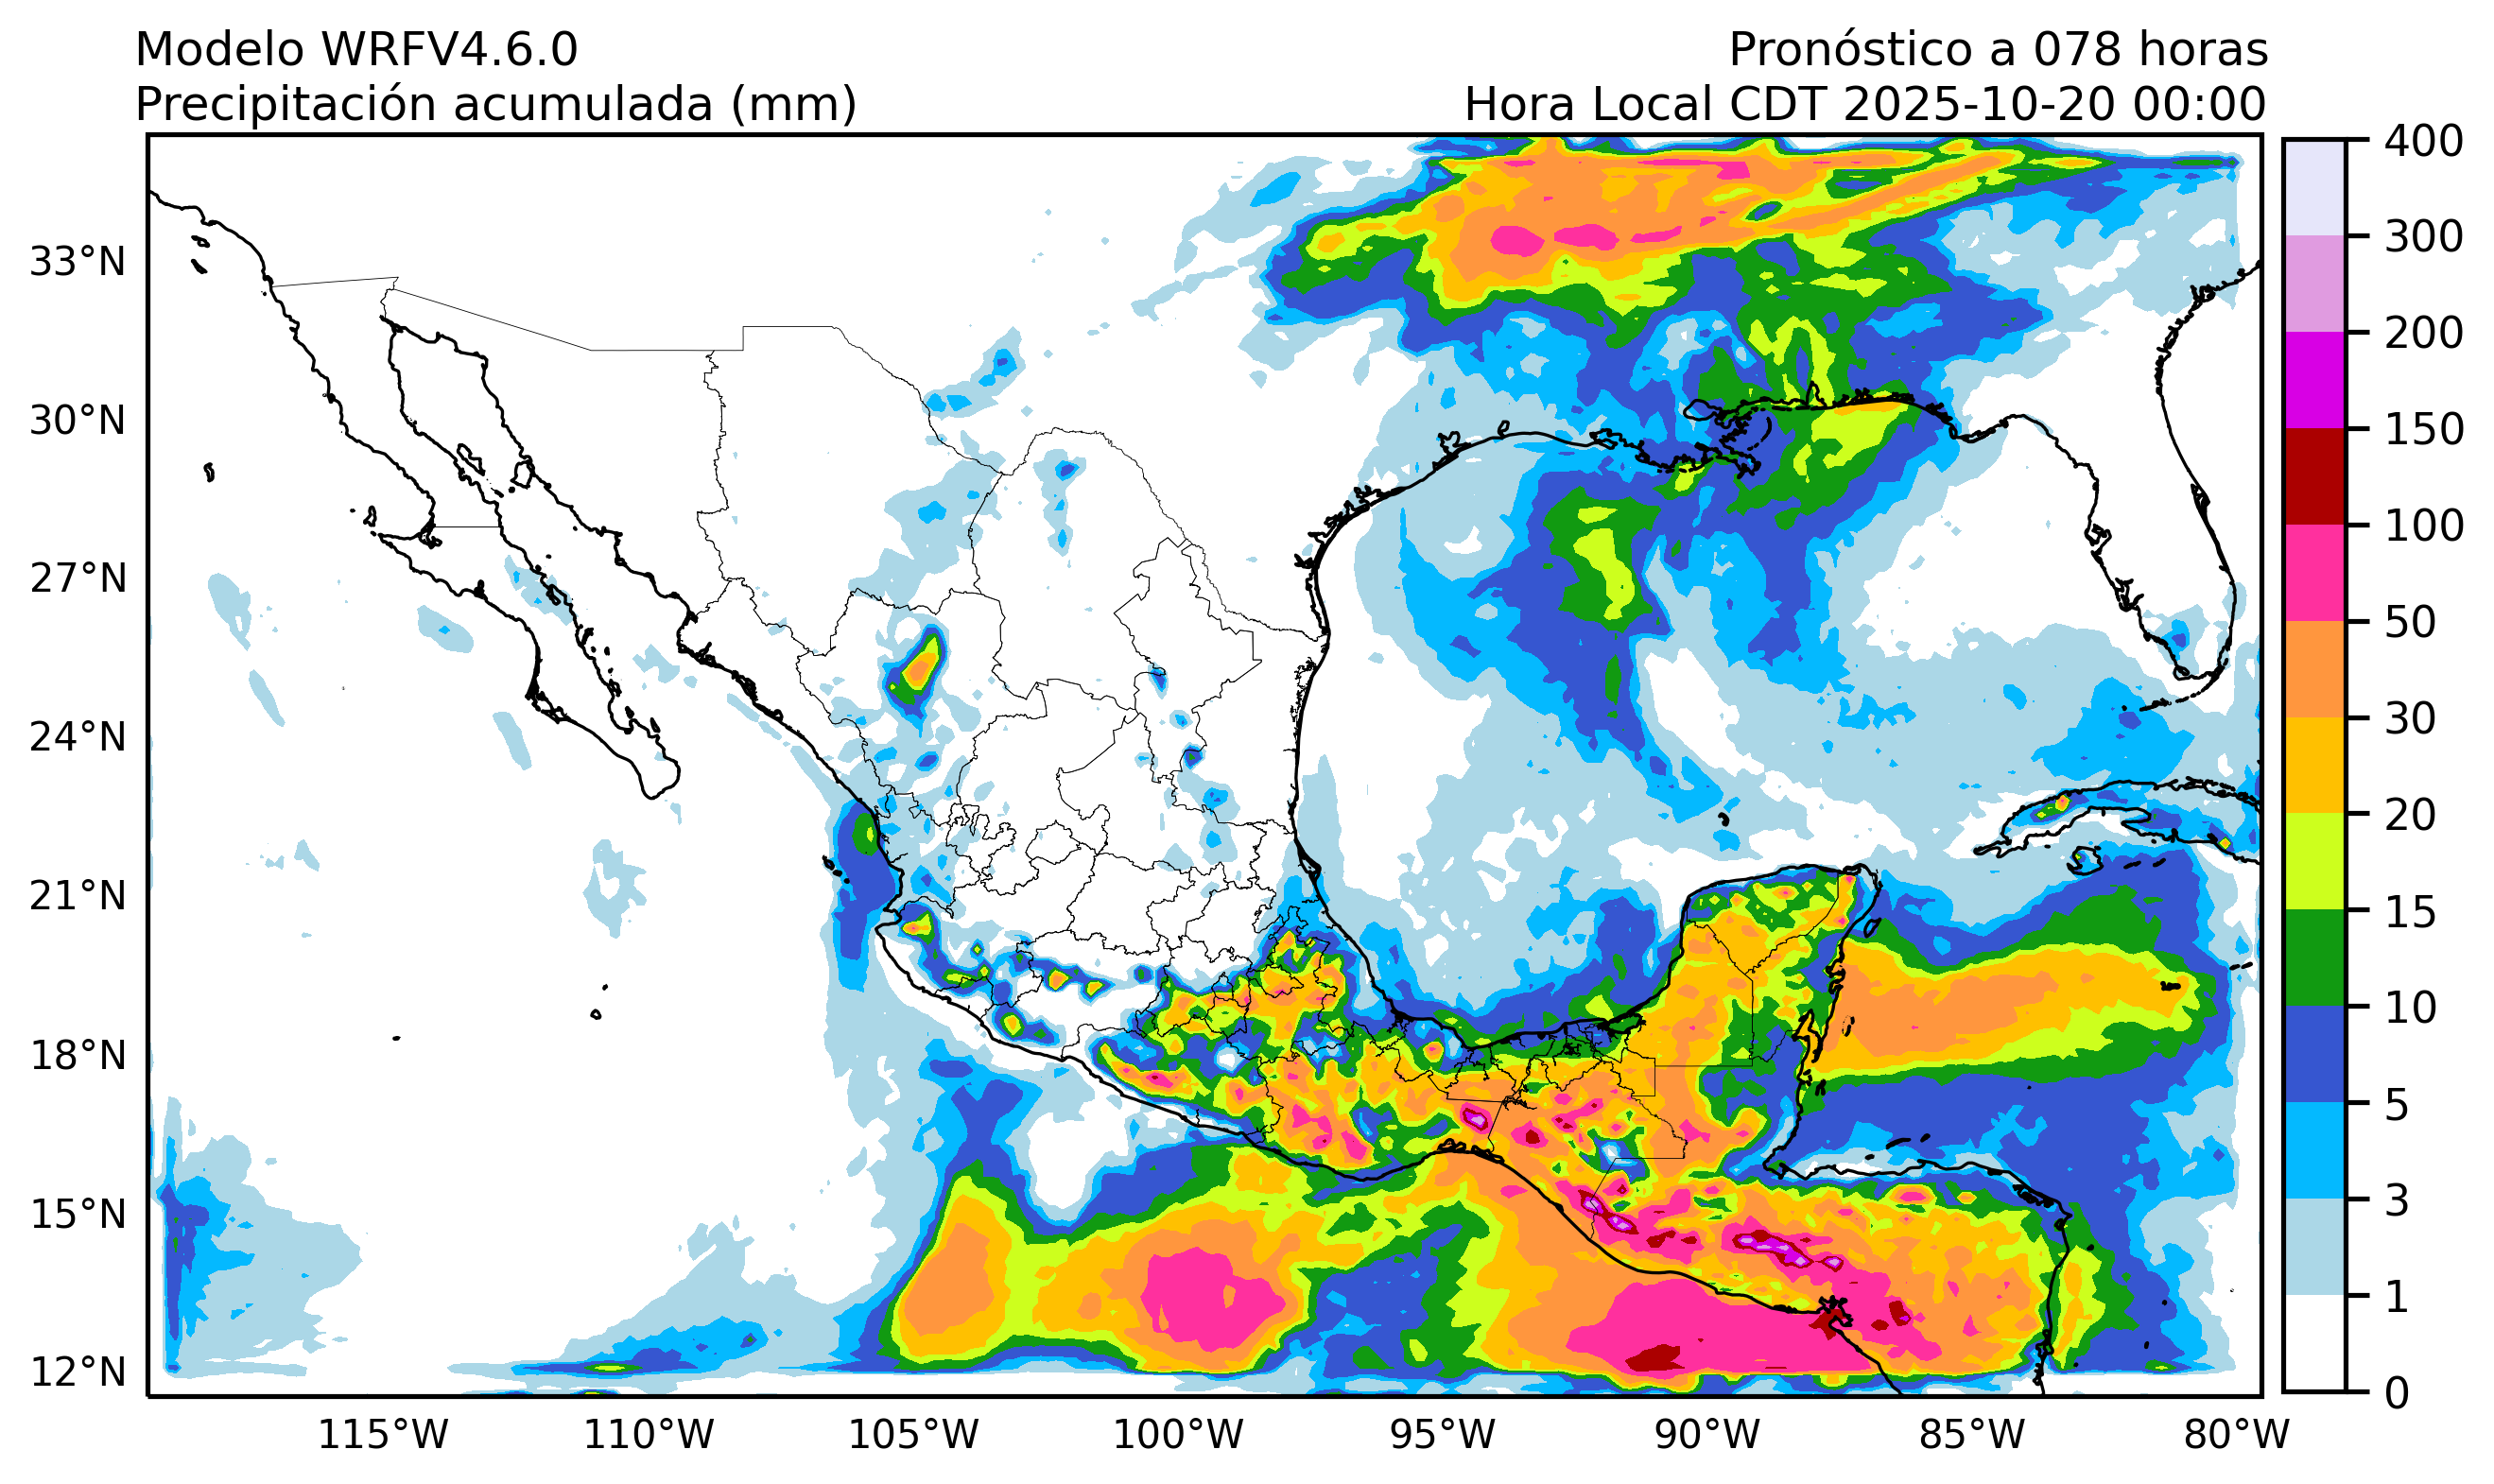 Modelo WRFV4.6.0
Pronóstico a 078 horas
Precipitación acumulada (mm)
Hora Local CDT 2025-10-20 00:00
33°N
30°N
27°N
24°N
21°N
18°N
15°N
12°N
115°W
110°W
105°W
100°W
95°W
90°W
85°W
80°W
400
300
200
150
100
50
30
20
15
10
5
3
1
0